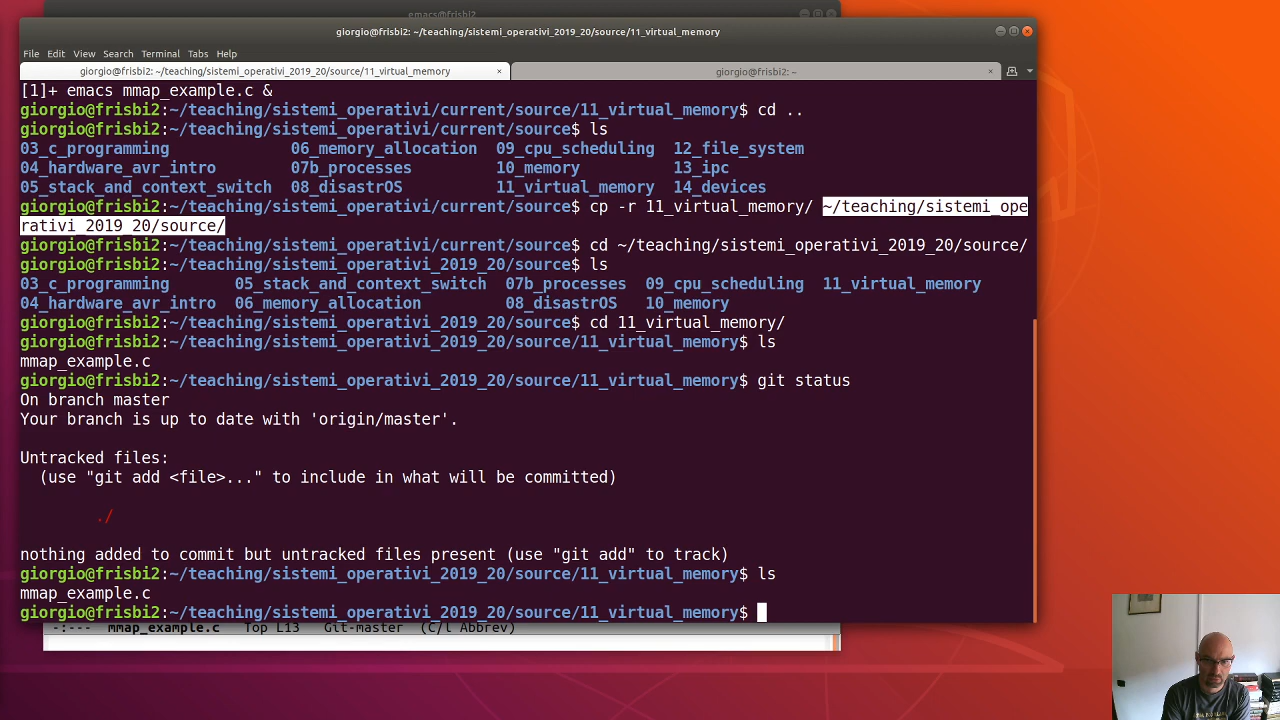 emacs@frisbi2
giorgio@frisbi2: ~/teaching/sistemi_operativi_2019_20/source/11_virtual_memory
File Edit View Search Terminal Tabs Help
giorgio@frisbi2: ~/teaching/sistemi_operativi_2019_20/source/11_virtual_memory × giorgio@frisbi2: ~ ×
[1]+ emacs mmap_example.c &
giorgio@frisbi2:~/teaching/sistemi_operativi/current/source/11_virtual_memory$ cd ..
giorgio@frisbi2:~/teaching/sistemi_operativi/current/source$ ls
03_c_programming 06_memory_allocation 09_cpu_scheduling 12_file_system
04_hardware_avr_intro 07b_processes 10_memory 13_ipc
05_stack_and_context_switch 08_disastrOS 11_virtual_memory 14_devices
giorgio@frisbi2:~/teaching/sistemi_operativi/current/source$ cp -r 11_virtual_memory/ ~/teaching/sistemi_ope
rativi_2019_20/source/
giorgio@frisbi2:~/teaching/sistemi_operativi/current/source$ cd ~/teaching/sistemi_operativi_2019_20/source/
giorgio@frisbi2:~/teaching/sistemi_operativi_2019_20/source$ ls
03_c_programming 05_stack_and_context_switch 07b_processes 09_cpu_scheduling 11_virtual_memory
04_hardware_avr_intro 06_memory_allocation 08_disastrOS 10_memory
giorgio@frisbi2:~/teaching/sistemi_operativi_2019_20/source$ cd 11_virtual_memory/
giorgio@frisbi2:~/teaching/sistemi_operativi_2019_20/source/11_virtual_memory$ ls
mmap_example.c
giorgio@frisbi2:~/teaching/sistemi_operativi_2019_20/source/11_virtual_memory$ git status
On branch master
Your branch is up to date with 'origin/master'.
Untracked files:
(use "git add <file>..." to include in what will be committed)
./
nothing added to commit but untracked files present (use "git add" to track)
giorgio@frisbi2:~/teaching/sistemi_operativi_2019_20/source/11_virtual_memory$ ls
mmap_example.c
giorgio@frisbi2:~/teaching/sistemi_operativi_2019_20/source/11_virtual_memory$
-:--- mmap_example.c Top L13 Git-master (C/l Abbrev)